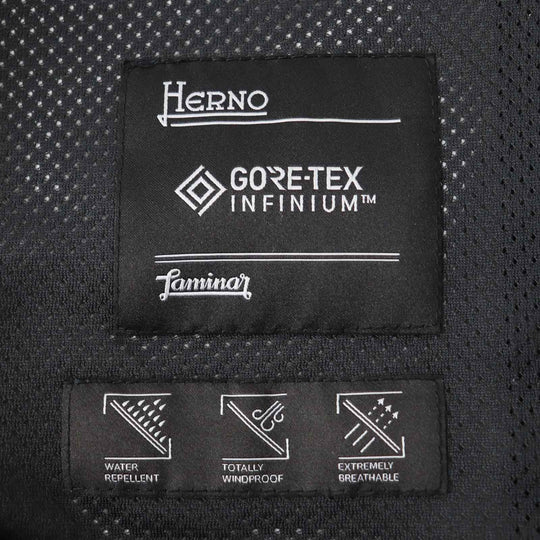 HERNO
GORE-TEX
INFINIUM™
Laminar
WATER
REPELLENT
TOTALLY
WINDPROOF
EXTREMELY
BREATHABLE